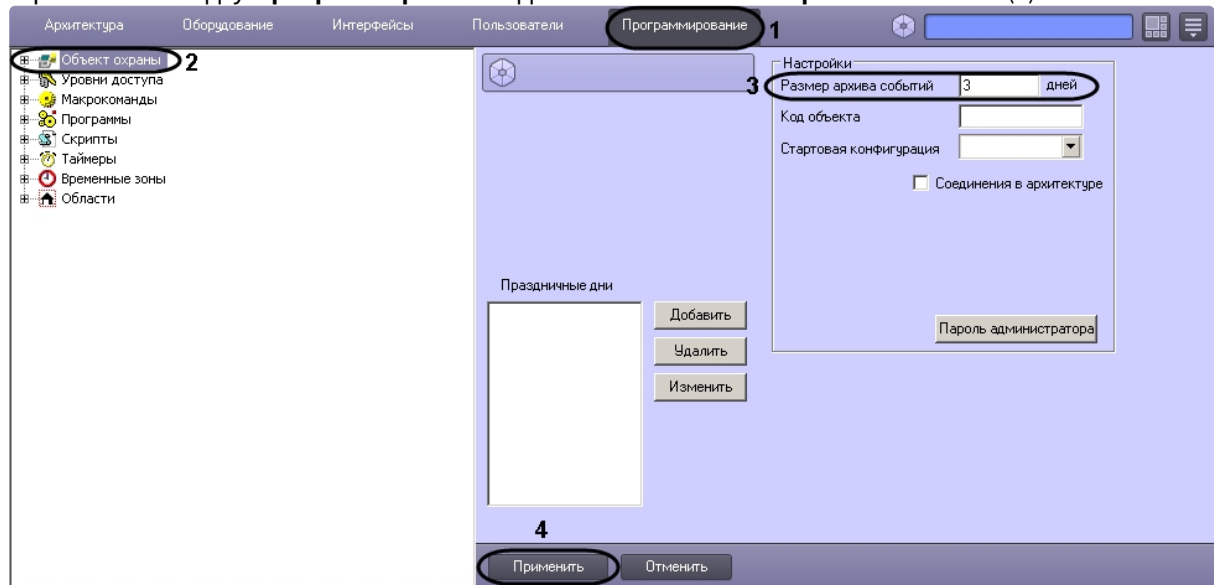 Архитектура Оборудование Интерфейсы Пользователи Программирование 1
Объект охраны 2
Уровни доступа
Макрокоманды
Программы
Скрипты
Таймеры
Временные зоны
Области
Настройки
3 Размер архива событий 3 дней
Код объекта
Стартовая конфигурация
Соединения в архитектуре
Пароль администратора
Праздничные дни
Добавить
Удалить
Изменить
4
Применить Отменить